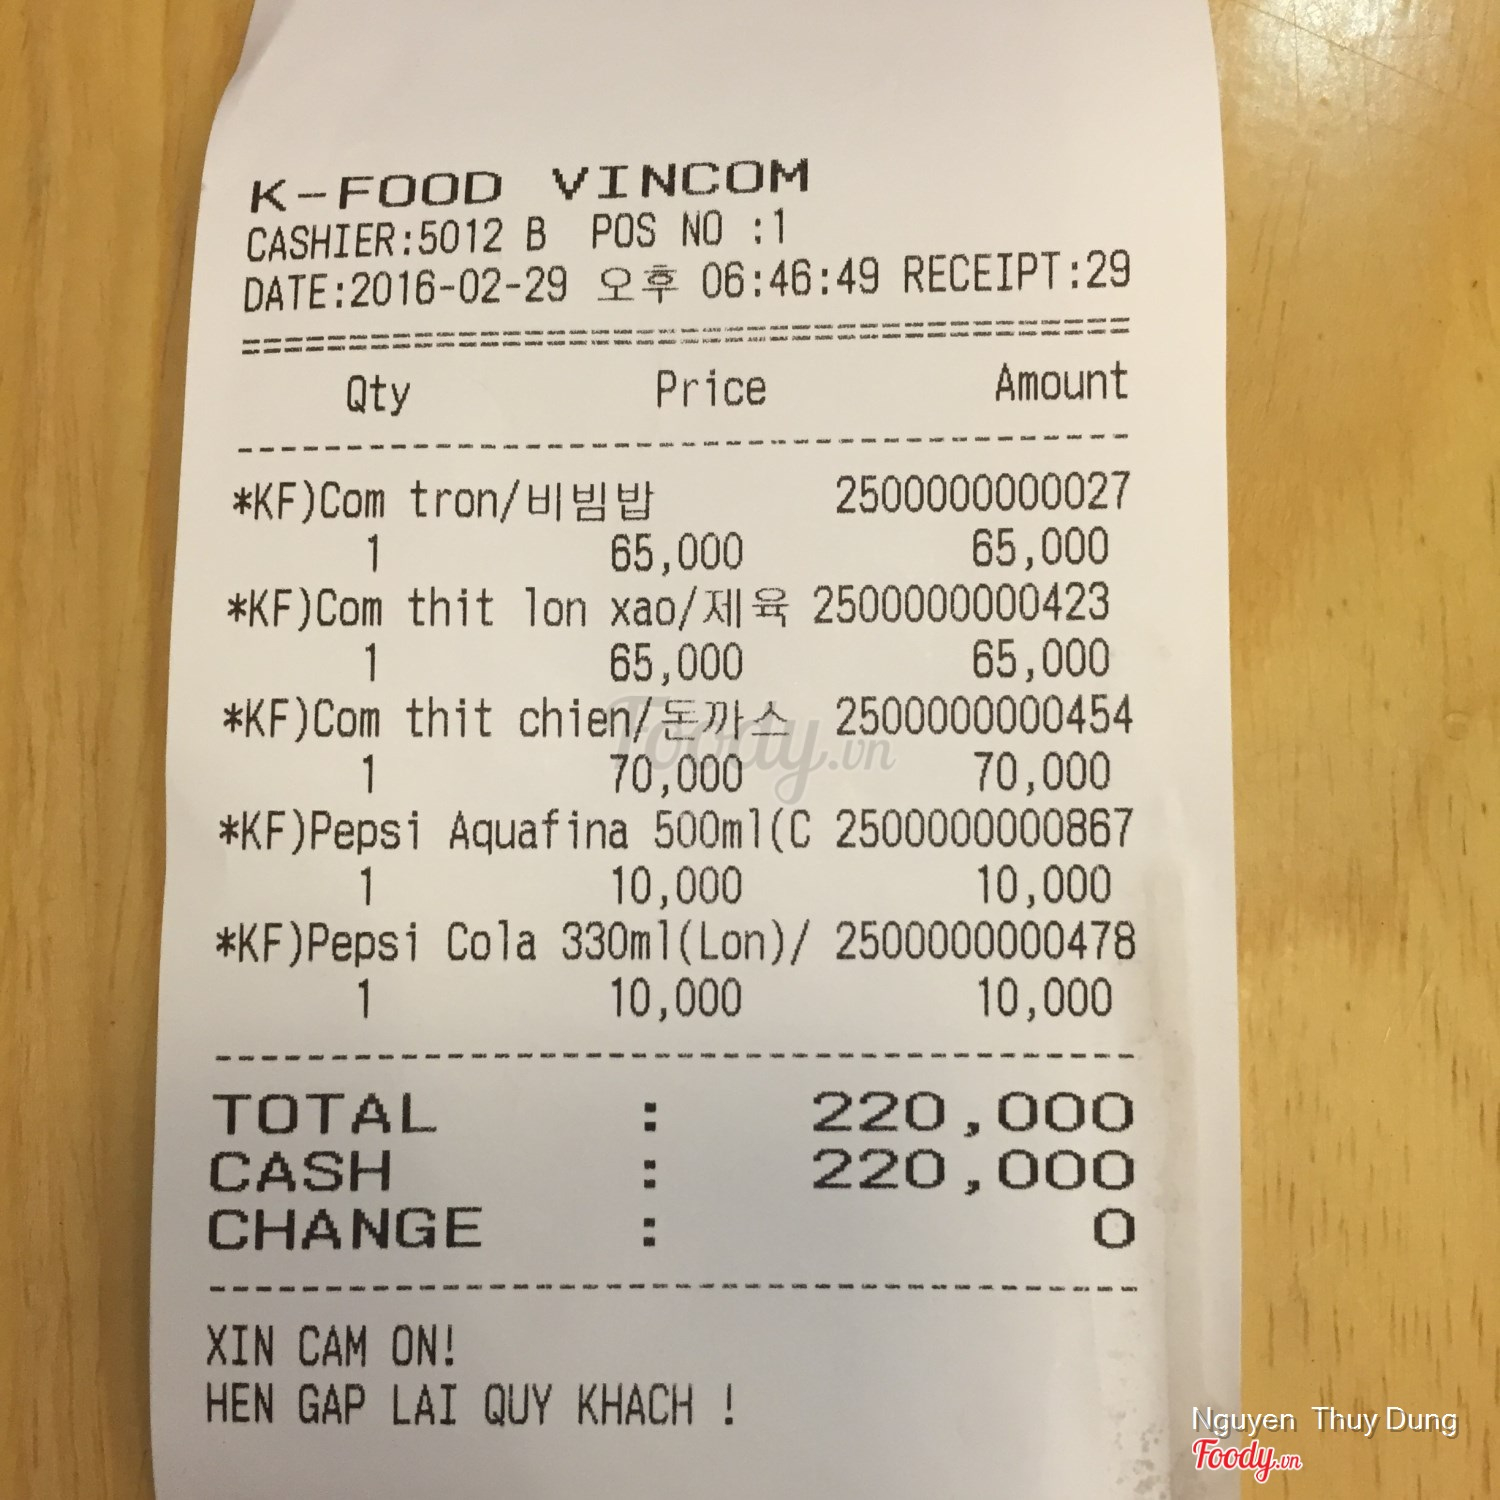 K-FOOD VINCOM
CASHIER:5012 B POS NO :1
DATE:2016-02-29 오후 06:46:49 RECEIPT:29
Qty Price Amount
*KF)Com tron/비빔밥 2500000000027
1 65,000 65,000
*KF)Com thit lon xao/제육 2500000000423
1 65,000 65,000
*KF)Com thit chien/돈까스 2500000000454
1 70,000 70,000
*KF)Pepsi Aquafina 500ml(C 2500000000867
1 10,000 10,000
*KF)Pepsi Cola 330ml(Lon)/ 2500000000478
1 10,000 10,000
TOTAL : 220,000
CASH : 220,000
CHANGE : 0
XIN CAM ON!
HEN GAP LAI QUY KHACH !
Foody.vn
Nguyen Thuy Dung
Foody.vn